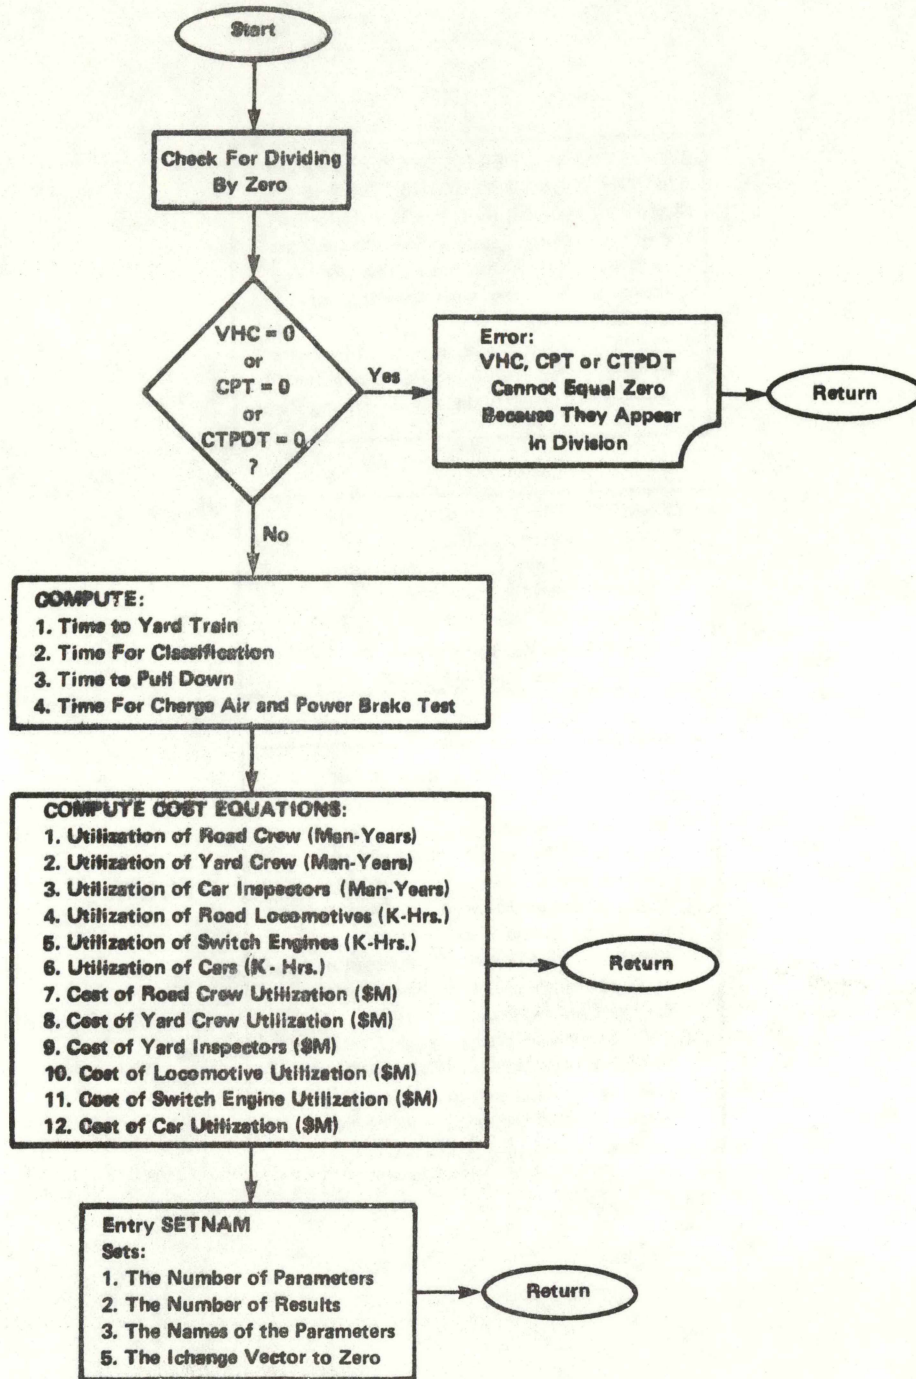 Start
Check For Dividing
By Zero
VHC = 0
or
CPT = 0
or
CTPDT = 0
?
Yes
Error:
VHC, CPT or CTPDT
Cannot Equal Zero
Because They Appear
in Division
Return
No
COMPUTE:
1. Time to Yard Train
2. Time For Classification
3. Time to Pull Down
4. Time For Charge Air and Power Brake Test
COMPUTE COST EQUATIONS:
1. Utilization of Road Crew (Man-Years)
2. Utilization of Yard Crew (Man-Years)
3. Utilization of Car Inspectors (Man-Years)
4. Utilization of Road Locomotives (K-Hrs.)
5. Utilization of Switch Engines (K-Hrs.)
6. Utilization of Cars (K - Hrs.)
7. Cost of Road Crew Utilization ($M)
8. Cost of Yard Crew Utilization ($M)
9. Cost of Yard Inspectors ($M)
10. Cost of Locomotive Utilization ($M)
11. Cost of Switch Engine Utilization ($M)
12. Cost of Car Utilization ($M)
Return
Entry SETNAM
Sets:
1. The Number of Parameters
2. The Number of Results
3. The Names of the Parameters
5. The Ichange Vector to Zero
Return